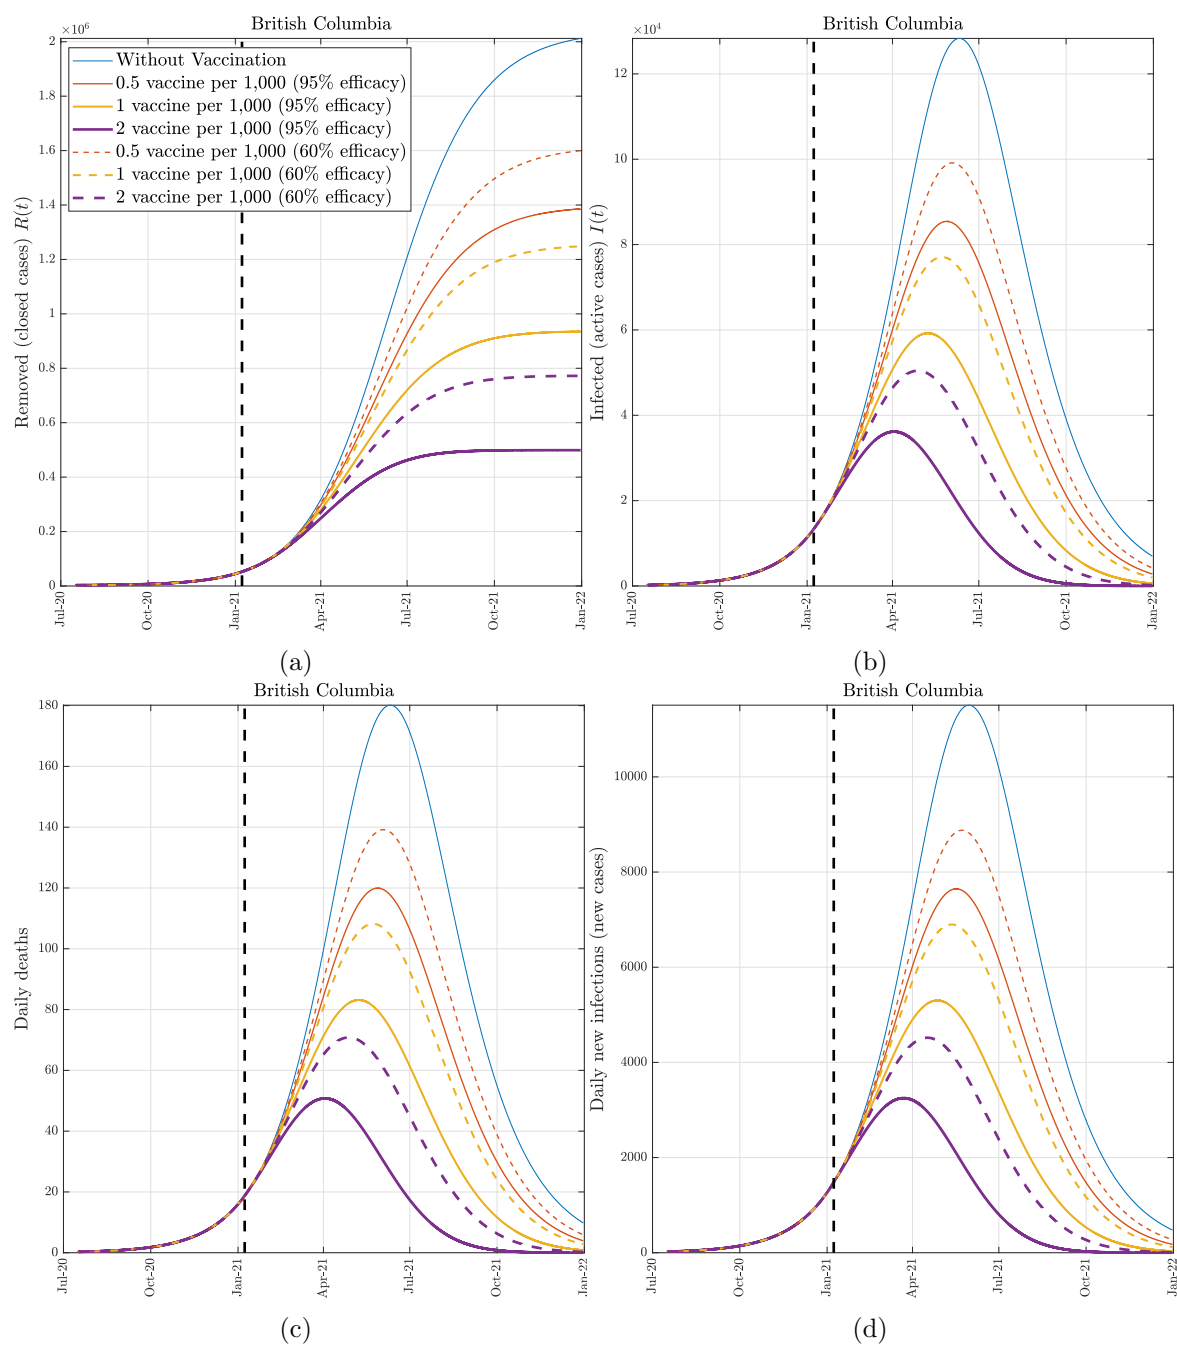 British Columbia
×10⁶
2
1.8
1.6
1.4
1.2
1
0.8
0.6
0.4
0.2
0
Removed (closed cases) R(t)
Without Vaccination
0.5 vaccine per 1,000 (95% efficacy)
1 vaccine per 1,000 (95% efficacy)
2 vaccine per 1,000 (95% efficacy)
0.5 vaccine per 1,000 (60% efficacy)
1 vaccine per 1,000 (60% efficacy)
2 vaccine per 1,000 (60% efficacy)
Jul-20 Oct-20 Jan-21 Apr-21 Jul-21 Oct-21 Jan-22
(a)
British Columbia
×10⁴
12
10
8
6
4
2
0
Infected (active cases) I(t)
Jul-20 Oct-20 Jan-21 Apr-21 Jul-21 Oct-21 Jan-22
(b)
British Columbia
180
160
140
120
100
80
60
40
20
0
Daily deaths
Jul-20 Oct-20 Jan-21 Apr-21 Jul-21 Oct-21 Jan-22
(c)
British Columbia
10000
8000
6000
4000
2000
0
Daily new infections (new cases)
Jul-20 Oct-20 Jan-21 Apr-21 Jul-21 Oct-21 Jan-22
(d)